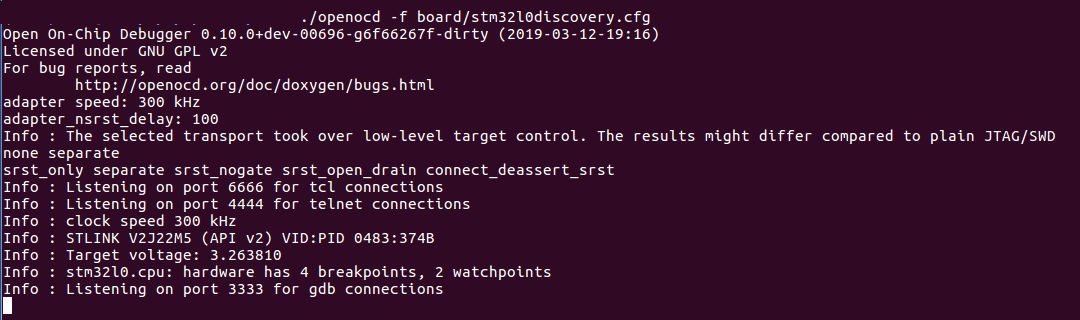 ./openocd -f board/stm32l0discovery.cfg
Open On-Chip Debugger 0.10.0+dev-00696-g6f66267f-dirty (2019-03-12-19:16)
Licensed under GNU GPL v2
For bug reports, read
        http://openocd.org/doc/doxygen/bugs.html
adapter speed: 300 kHz
adapter_nsrst_delay: 100
Info : The selected transport took over low-level target control. The results might differ compared to plain JTAG/SWD
none separate
srst_only separate srst_nogate srst_open_drain connect_deassert_srst
Info : Listening on port 6666 for tcl connections
Info : Listening on port 4444 for telnet connections
Info : clock speed 300 kHz
Info : STLINK V2J22M5 (API v2) VID:PID 0483:374B
Info : Target voltage: 3.263810
Info : stm32l0.cpu: hardware has 4 breakpoints, 2 watchpoints
Info : Listening on port 3333 for gdb connections